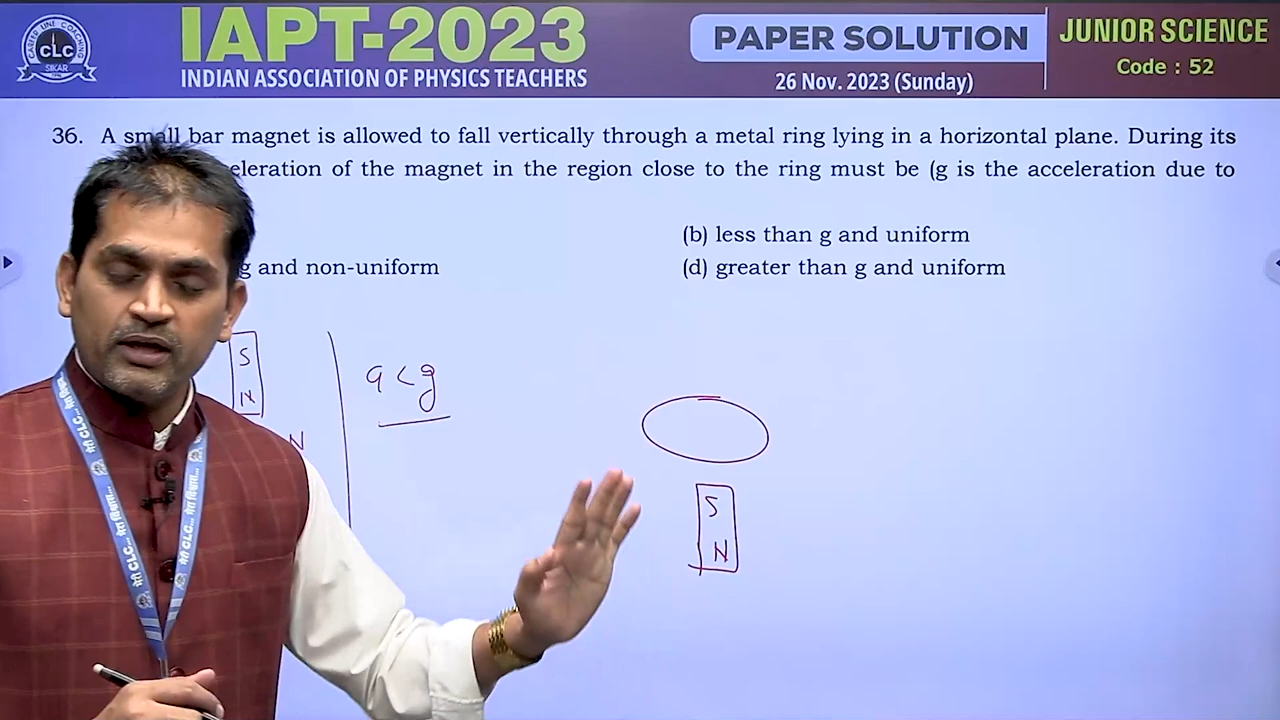 CAREER LINE COACHING
CLC
SIKAR
IAPT-2023
INDIAN ASSOCIATION OF PHYSICS TEACHERS
PAPER SOLUTION
26 Nov. 2023 (Sunday)
JUNIOR SCIENCE
Code : 52
36. A small bar magnet is allowed to fall vertically through a metal ring lying in a horizontal plane. During its
eleration of the magnet in the region close to the ring must be (g is the acceleration due to
(b) less than g and uniform
g and non-uniform
(d) greater than g and uniform
S
N
N
a < g
S
N